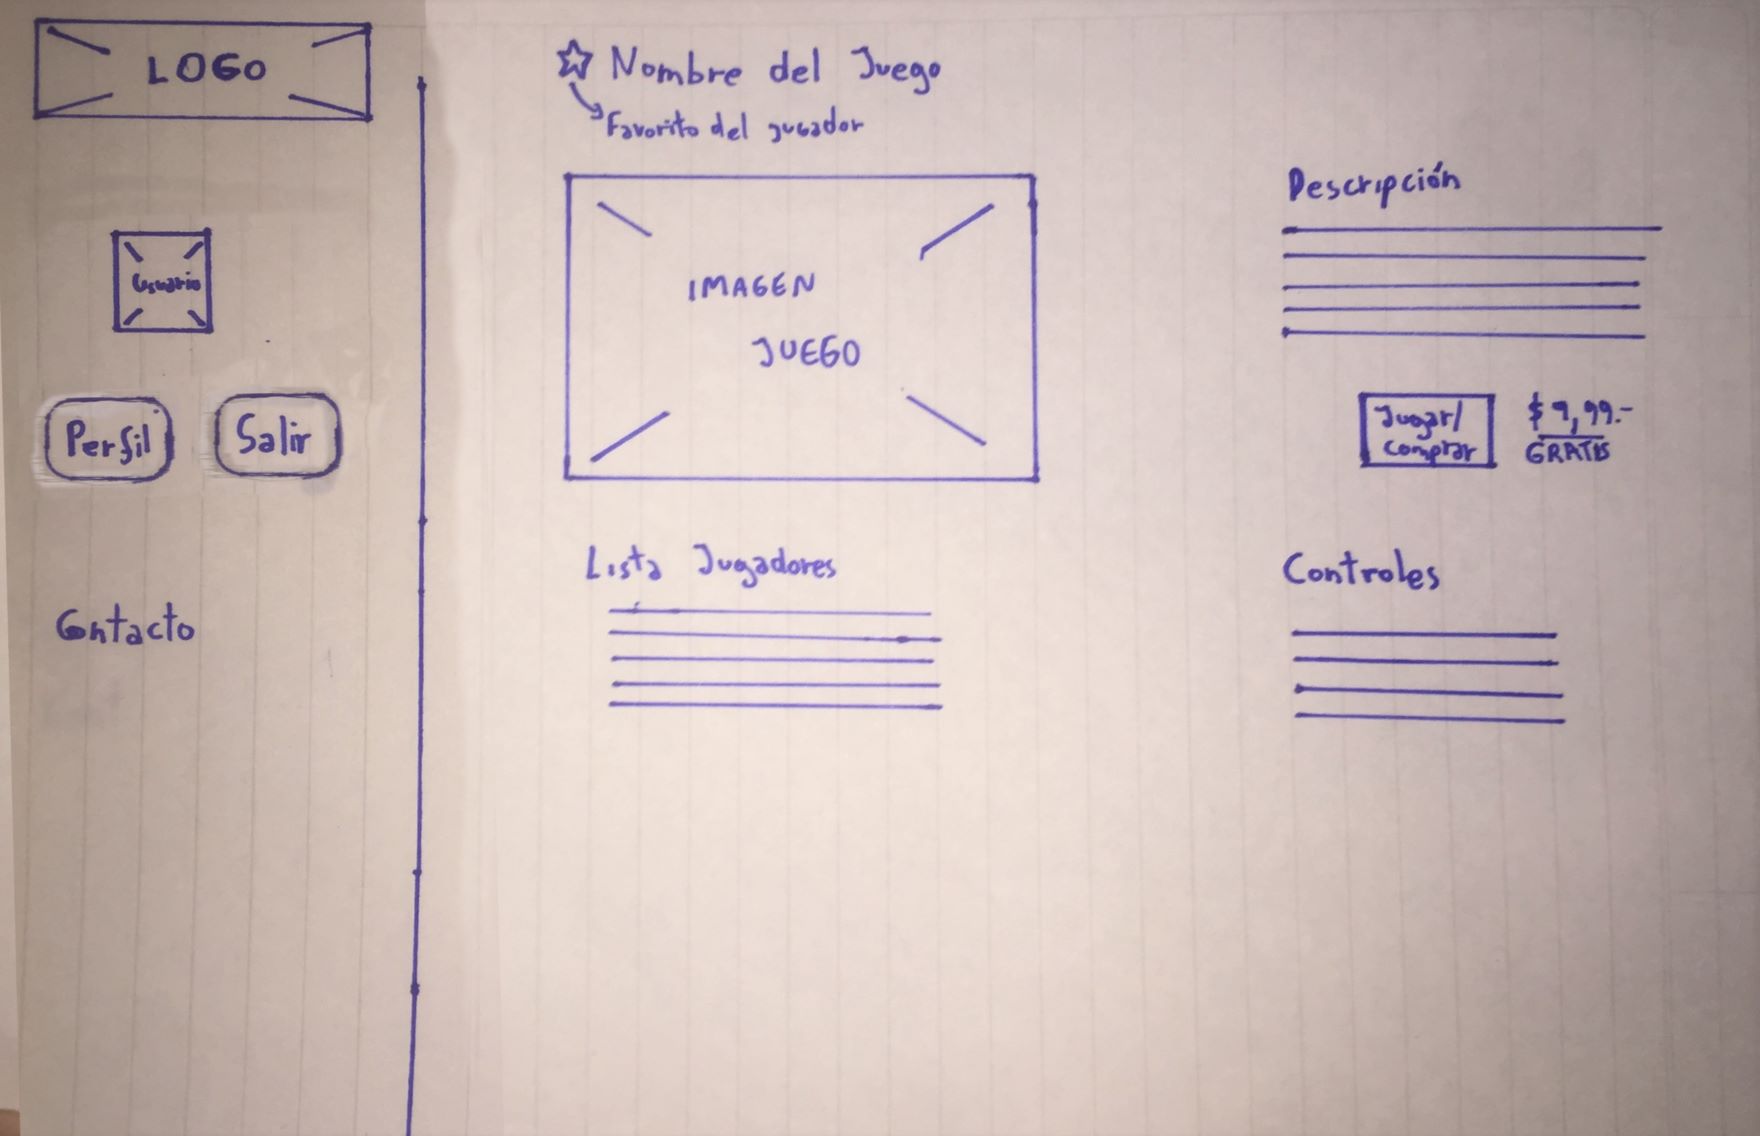 LOGO
Usuario
Perfil
Salir
Contacto
Nombre del Juego
Favorito del jugador
IMAGEN
JUEGO
Lista Jugadores
Descripción
Jugar/
comprar
$ 9,99.-
GRATIS
Controles